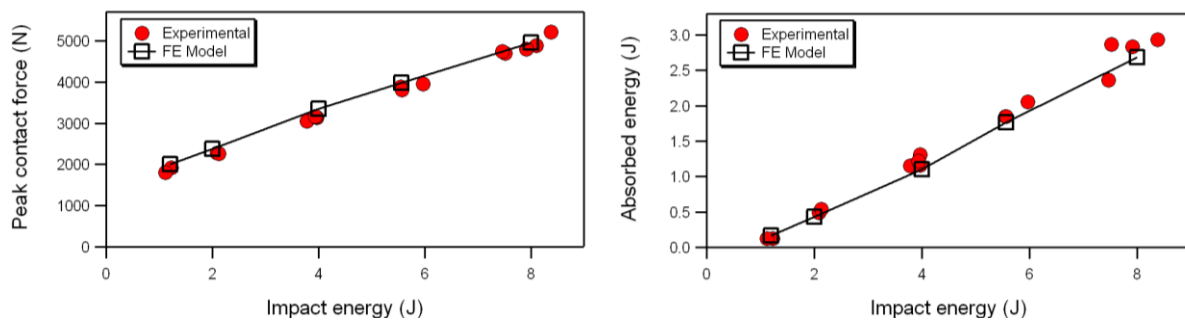 Experimental
FE Model
5000
4000
3000
2000
1000
0
0 2 4 6 8
Peak contact force (N)
Impact energy (J)
Experimental
FE Model
3.0
2.5
2.0
1.5
1.0
0.5
0.0
0 2 4 6 8
Absorbed energy (J)
Impact energy (J)